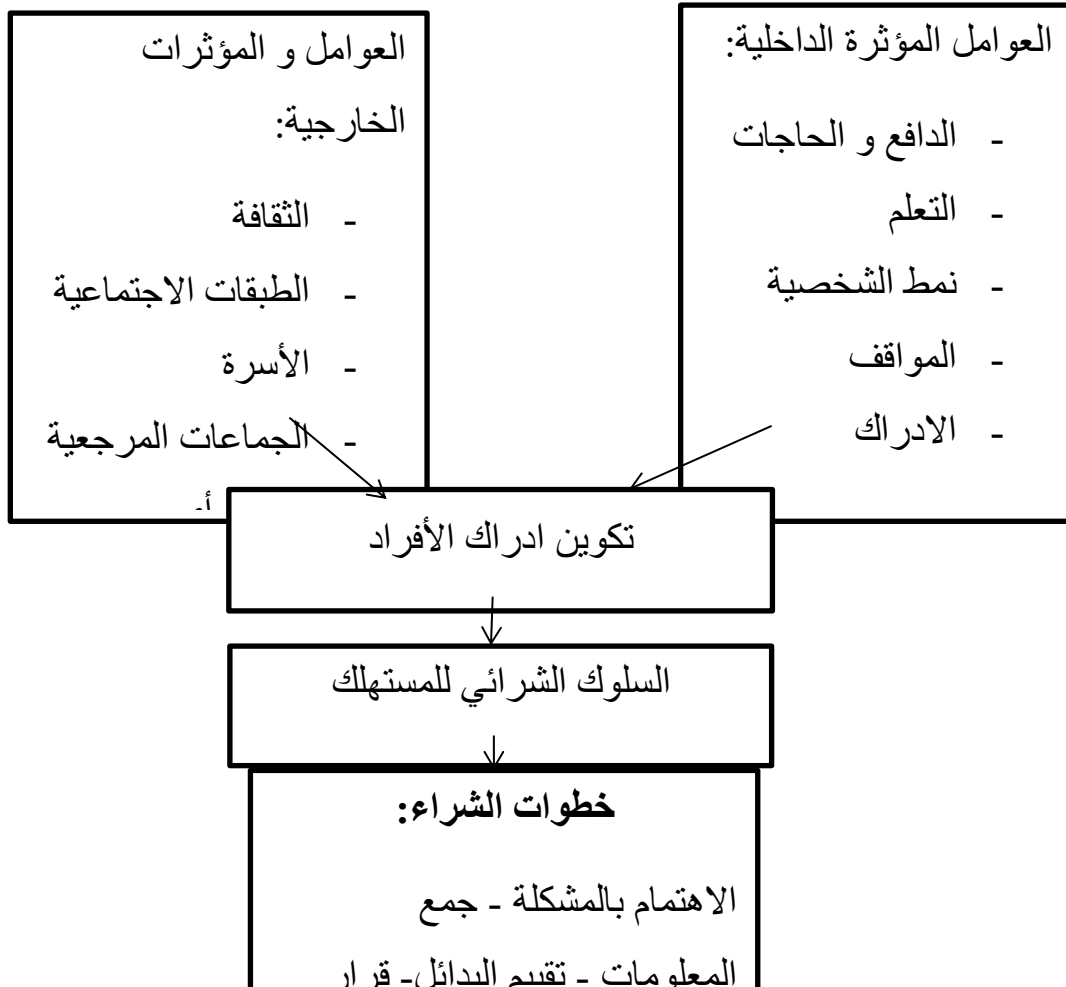 العوامل المؤثرة الداخلية:
- الدافع و الحاجات
- التعلم
- نمط الشخصية
- المواقف
- الادراك
العوامل و المؤثرات
الخارجية:
- الثقافة
- الطبقات الاجتماعية
- الأسرة
- الجماعات المرجعية
تكوين ادراك الأفراد
السلوك الشرائي للمستهلك
خطوات الشراء:
الاهتمام بالمشكلة - جمع
المعلومات - تقييم البدائل- قرار